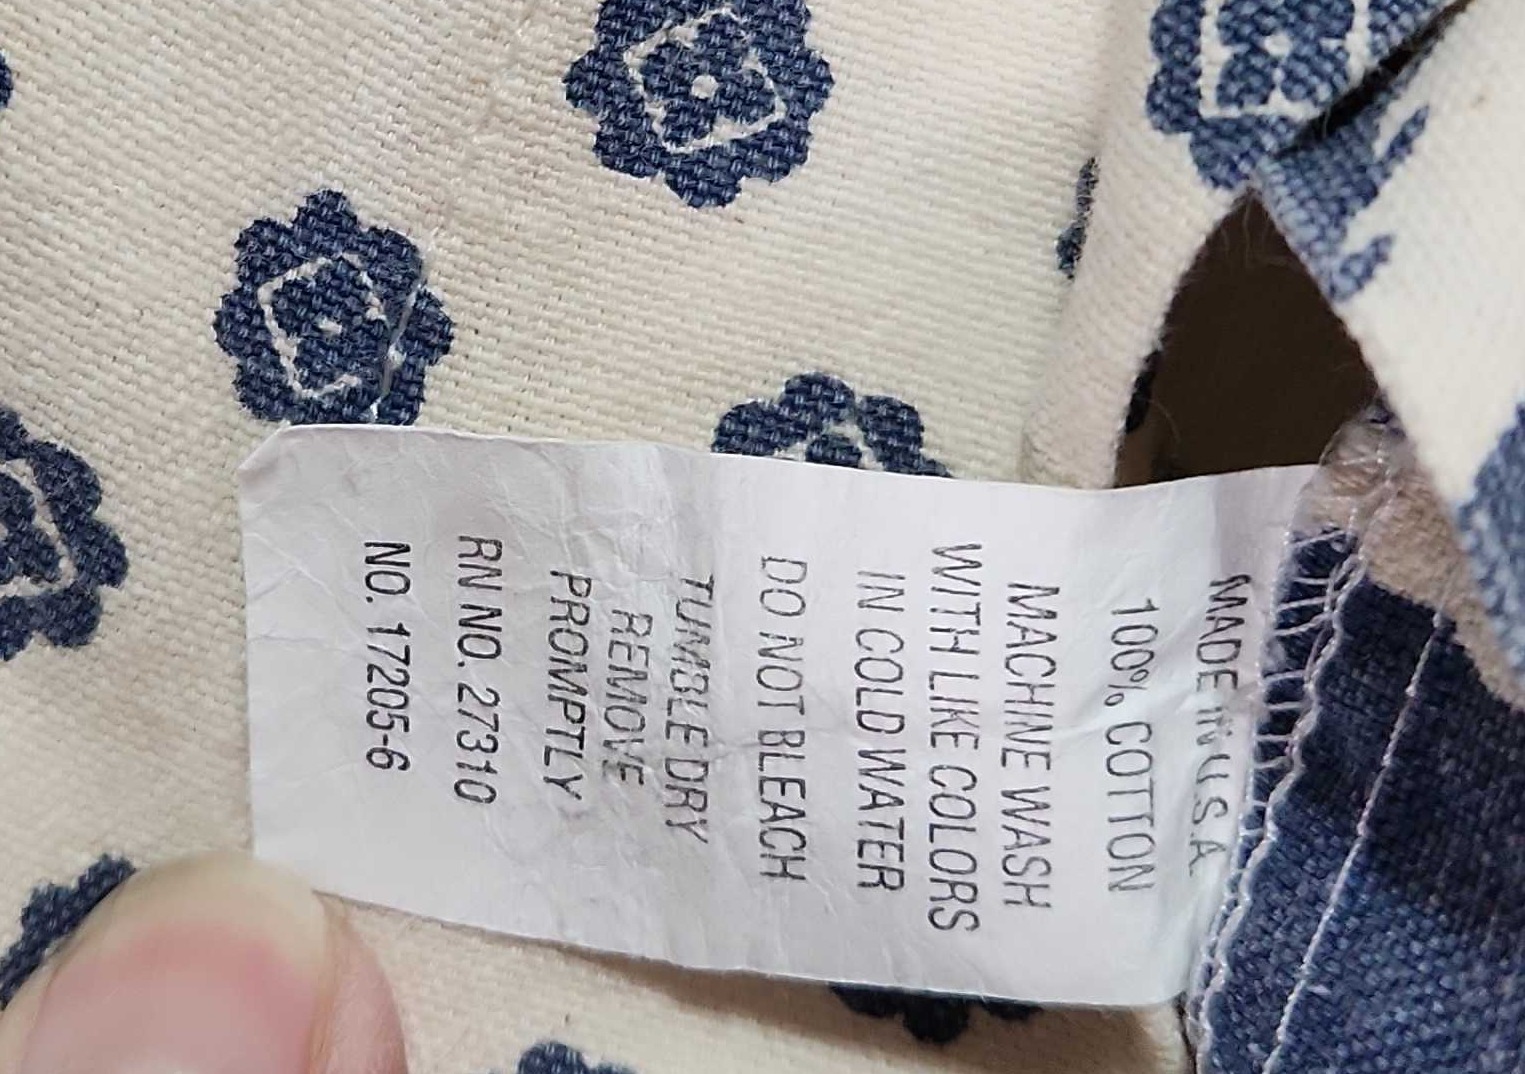 MADE IN U.S.A.
100% COTTON
MACHINE WASH
WITH LIKE COLORS
IN COLD WATER
DO NOT BLEACH
TUMBLE DRY
REMOVE
PROMPTLY
RN NO. 27310
NO. 17205-6